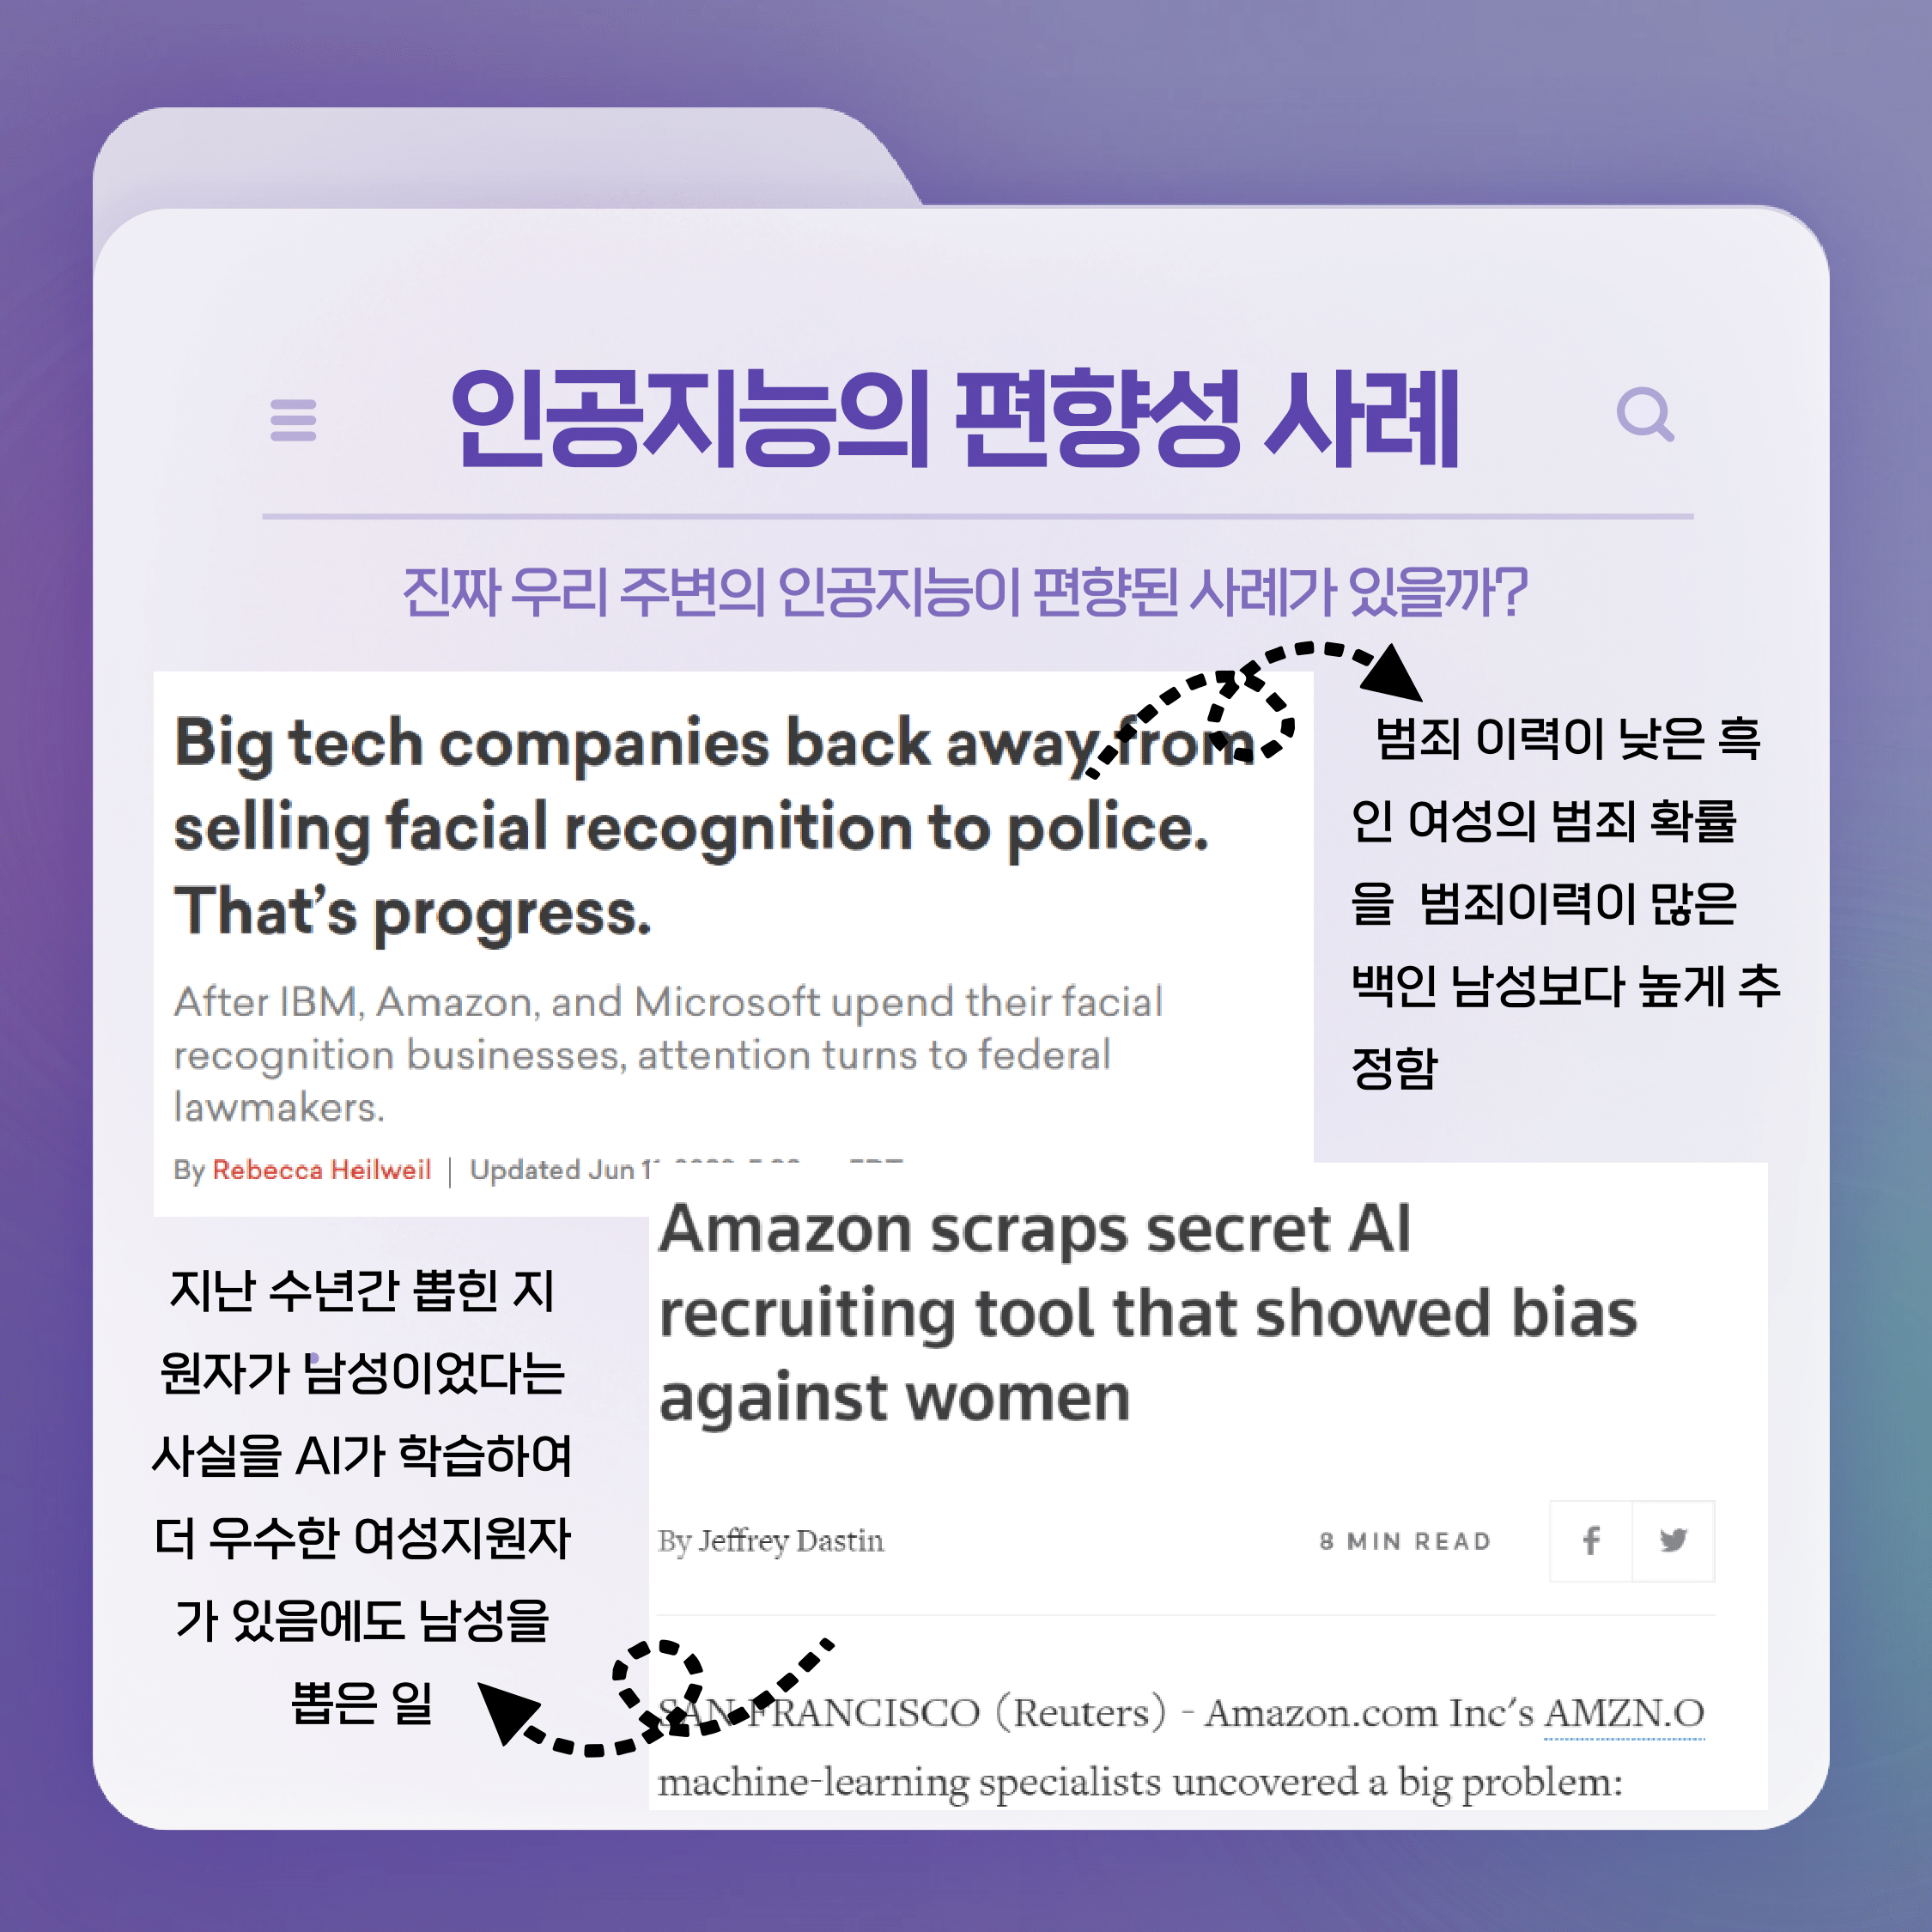 인공지능의 편향성 사례
진짜 우리 주변의 인공지능이 편향된 사례가 있을까?
Big tech companies back away from
selling facial recognition to police.
That's progress.
After IBM, Amazon, and Microsoft upend their facial
recognition businesses, attention turns to federal
lawmakers.
By Rebecca Heilweil | Updated Jun
범죄 이력이 낮은 흑
인 여성의 범죄 확률
을 범죄이력이 많은
백인 남성보다 높게 추
정함
Amazon scraps secret AI
recruiting tool that showed bias
against women
By Jeffrey Dastin
8 MIN READ
SAN FRANCISCO (Reuters) - Amazon.com Inc's AMZN.O
machine-learning specialists uncovered a big problem:
지난 수년간 뽑힌 지
원자가 남성이었다는
사실을 AI가 학습하여
더 우수한 여성지원자
가 있음에도 남성을
뽑은 일